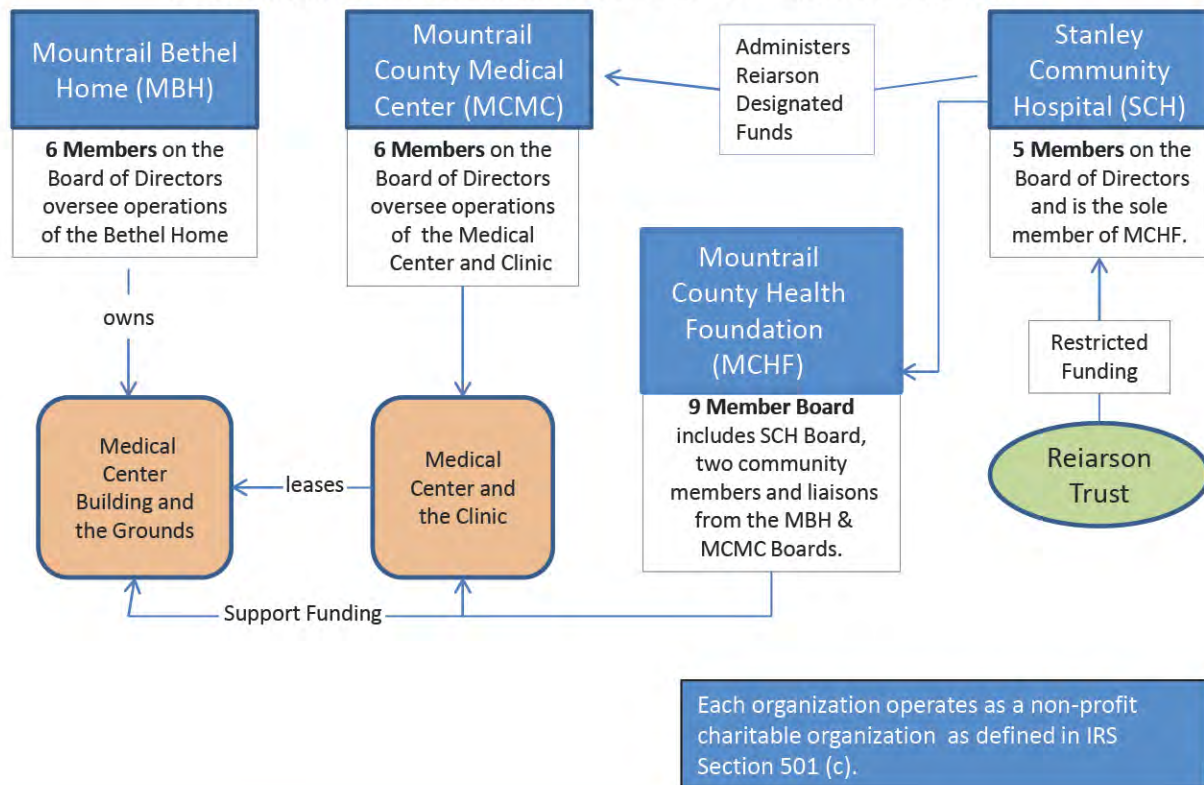 Mountrail Bethel
Home (MBH)
6 Members on the
Board of Directors
oversee operations
of the Bethel Home
owns
Medical
Center
Building and
the Grounds
Mountrail
County Medical
Center (MCMC)
6 Members on the
Board of Directors
oversee operations
of the Medical
Center and Clinic
leases
Medical
Center and
the Clinic
Support Funding
Administers
Reiarson
Designated
Funds
Mountrail
County Health
Foundation
(MCHF)
9 Member Board
includes SCH Board,
two community
members and liaisons
from the MBH &
MCMC Boards.
Stanley
Community
Hospital (SCH)
5 Members on the
Board of Directors
and is the sole
member of MCHF.
Restricted
Funding
Reiarson
Trust
Each organization operates as a non-profit
charitable organization as defined in IRS
Section 501 (c).